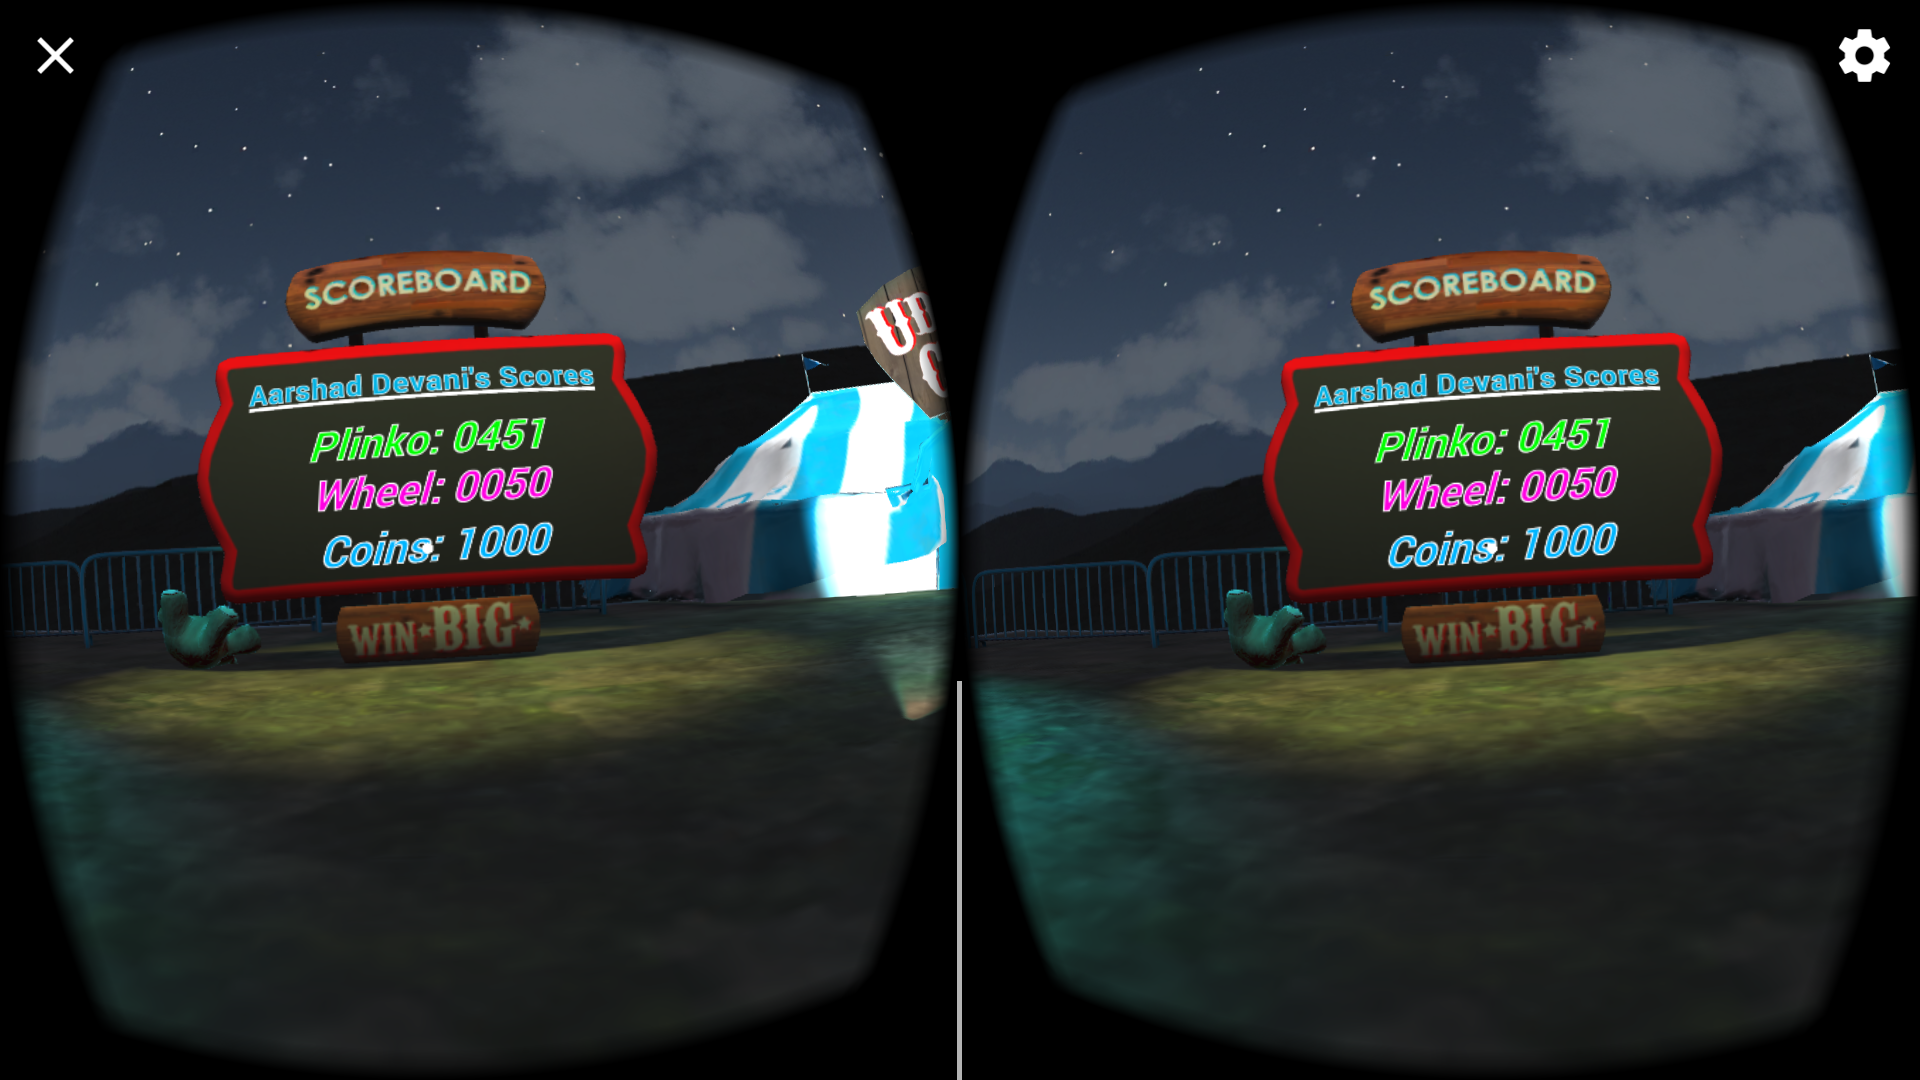 SCOREBOARD
Aarshad Devani's Scores
Plinko: 0451
Wheel: 0050
Coins: 1000
WIN★BIG★
SCOREBOARD
Aarshad Devani's Scores
Plinko: 0451
Wheel: 0050
Coins: 1000
WIN★BIG★